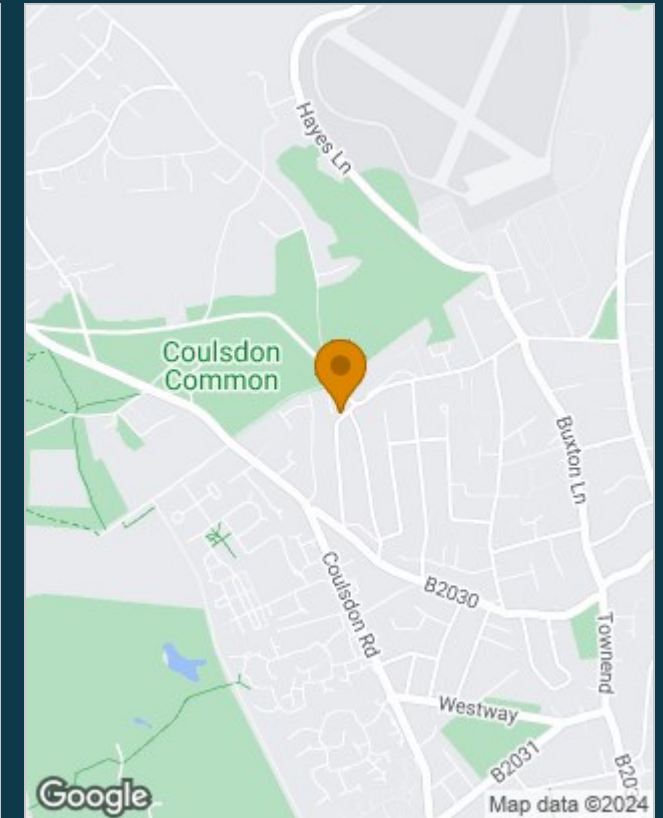 Hayes Ln
Coulsdon
Common
Buxton Ln
Coulsdon Rd
B2030
Townend
Westway
B2031
Google
Map data ©2024